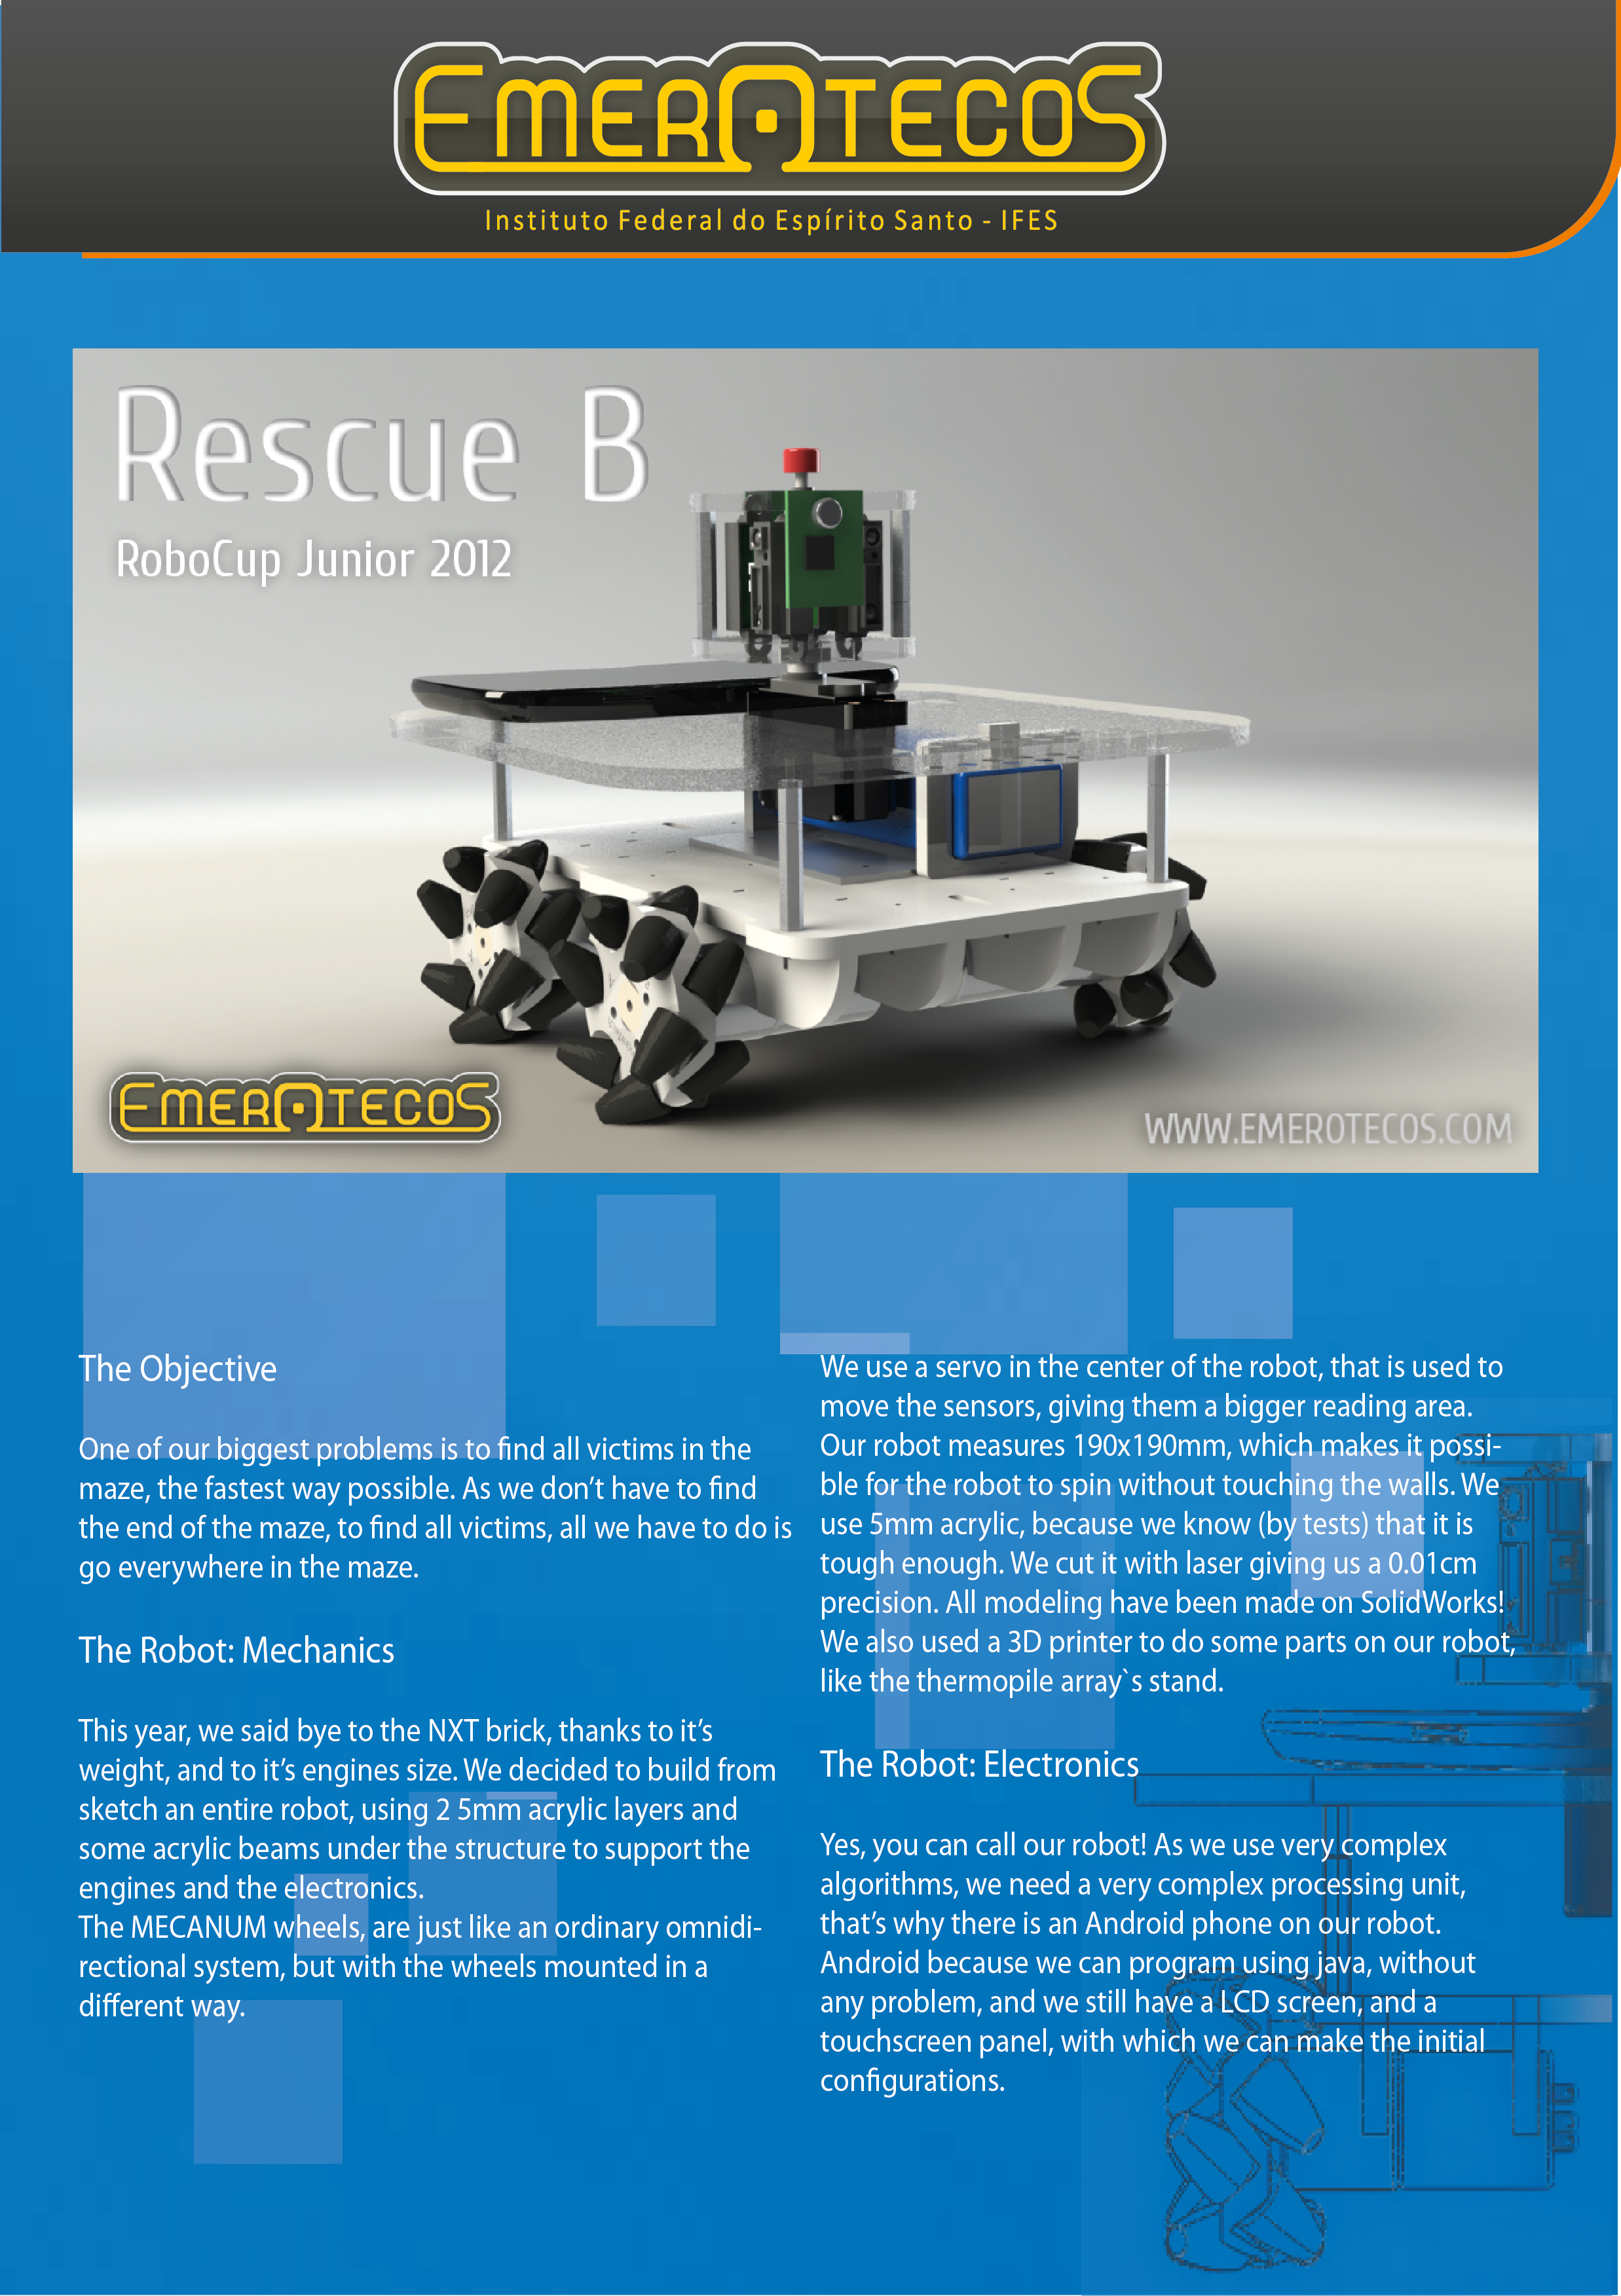 EMEROTECOS
Instituto Federal do Espírito Santo - IFES
Rescue B
RoboCup Junior 2012
EMEROTECOS
WWW.EMEROTECOS.COM
The Objective
One of our biggest problems is to find all victims in the
maze, the fastest way possible. As we don’t have to find
the end of the maze, to find all victims, all we have to do is
go everywhere in the maze.
The Robot: Mechanics
This year, we said bye to the NXT brick, thanks to it’s
weight, and to it’s engines size. We decided to build from
sketch an entire robot, using 2 5mm acrylic layers and
some acrylic beams under the structure to support the
engines and the electronics.
The MECANUM wheels, are just like an ordinary omnidi-
rectional system, but with the wheels mounted in a
different way.
We use a servo in the center of the robot, that is used to
move the sensors, giving them a bigger reading area.
Our robot measures 190x190mm, which makes it possi-
ble for the robot to spin without touching the walls. We
use 5mm acrylic, because we know (by tests) that it is
tough enough. We cut it with laser giving us a 0.01cm
precision. All modeling have been made on SolidWorks!
We also used a 3D printer to do some parts on our robot,
like the thermopile array`s stand.
The Robot: Electronics
Yes, you can call our robot! As we use very complex
algorithms, we need a very complex processing unit,
that’s why there is an Android phone on our robot.
Android because we can program using java, without
any problem, and we still have a LCD screen, and a
touchscreen panel, with which we can make the initial
configurations.